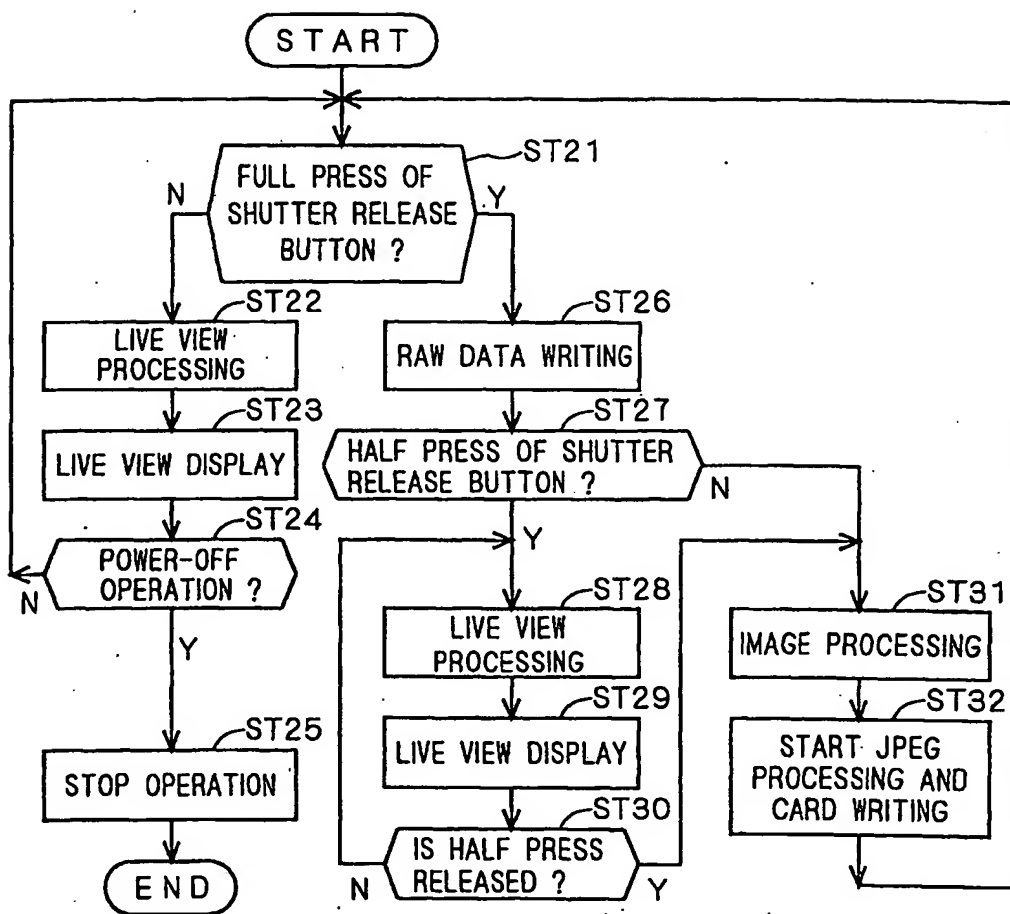 START
ST21
FULL PRESS OF
SHUTTER RELEASE
BUTTON ?
N
Y
ST22
LIVE VIEW
PROCESSING
ST23
LIVE VIEW DISPLAY
ST24
POWER-OFF
OPERATION ?
N
Y
ST25
STOP OPERATION
END
ST26
RAW DATA WRITING
ST27
HALF PRESS OF SHUTTER
RELEASE BUTTON ?
N
Y
ST28
LIVE VIEW
PROCESSING
ST29
LIVE VIEW DISPLAY
ST30
IS HALF PRESS
RELEASED ?
N
Y
ST31
IMAGE PROCESSING
ST32
START JPEG
PROCESSING AND
CARD WRITING